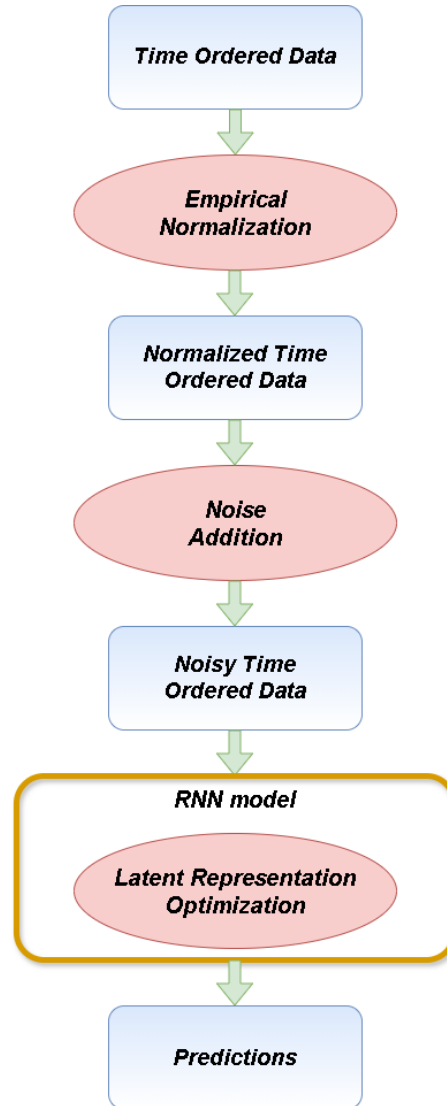 Time Ordered Data
Empirical
Normalization
Normalized Time
Ordered Data
Noise
Addition
Noisy Time
Ordered Data
RNN model
Latent Representation
Optimization
Predictions